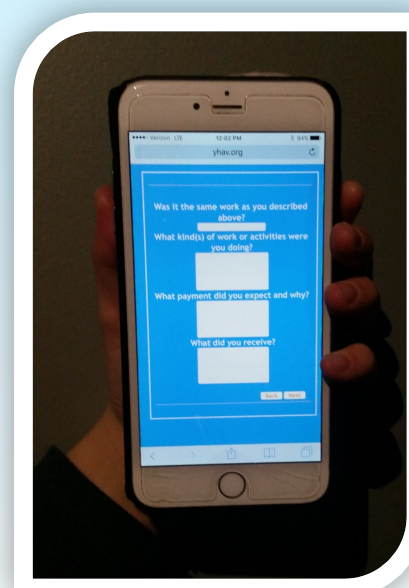 Verizon LTE 12:02 PM 94%
yhav.org
Was it the same work as you described
above?
What kind(s) of work or activities were
you doing?
What payment did you expect and why?
What did you receive?
Back Next